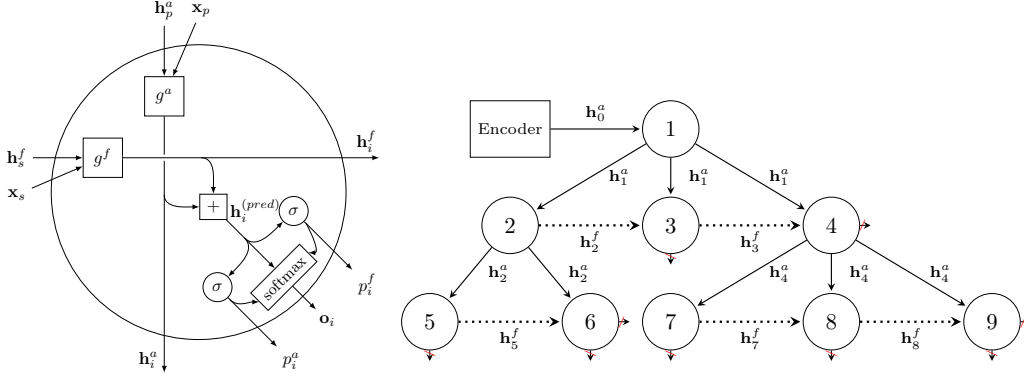 h_p^a
x_p
g^a
h_s^f
g^f
h_i^f
x_s
+
h_i^{(pred)}
σ
σ
softmax
p_i^f
o_i
h_i^a
p_i^a
Encoder
h_0^a
1
h_1^a
h_1^a
h_1^a
2
h_2^f
3
h_3^f
4
h_2^a
h_2^a
h_4^a
h_4^a
h_4^a
5
h_5^f
6
7
h_7^f
8
h_8^f
9